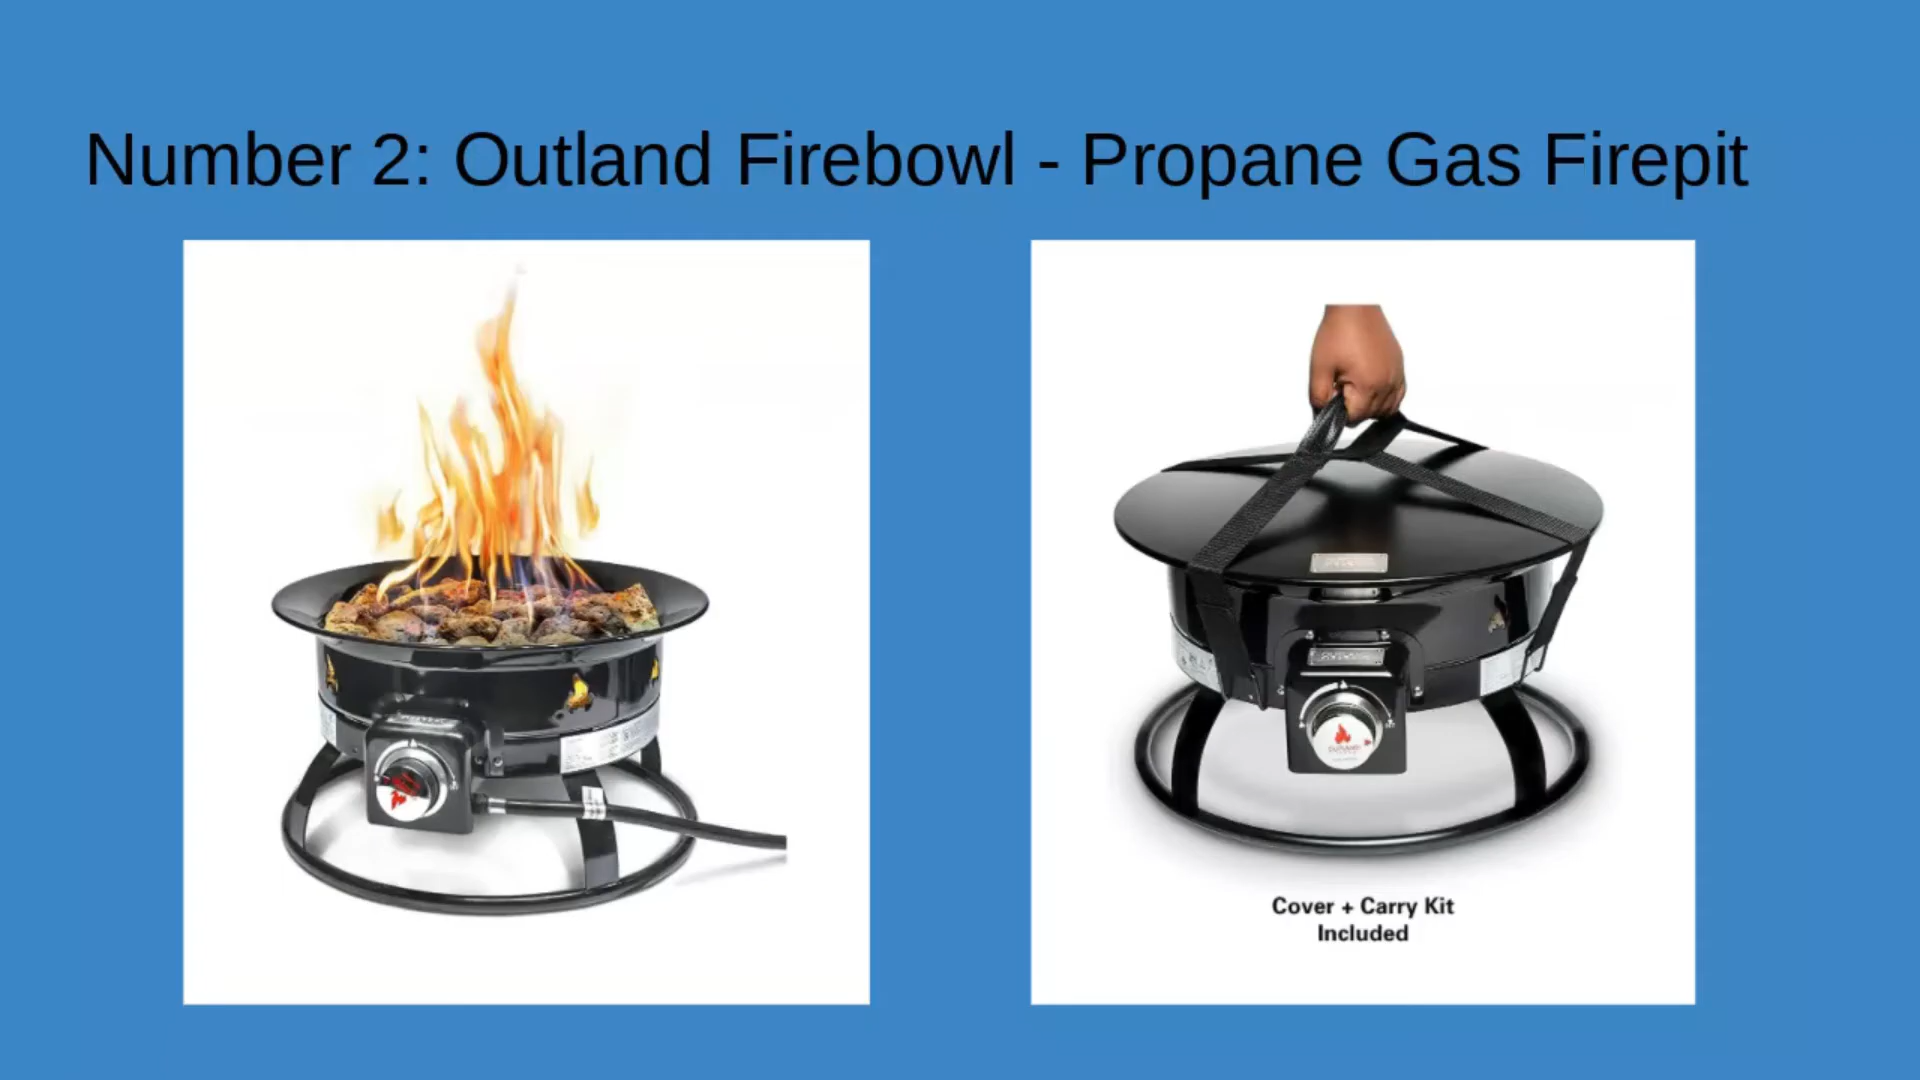 Number 2: Outland Firebowl - Propane Gas Firepit
Cover + Carry Kit
Included